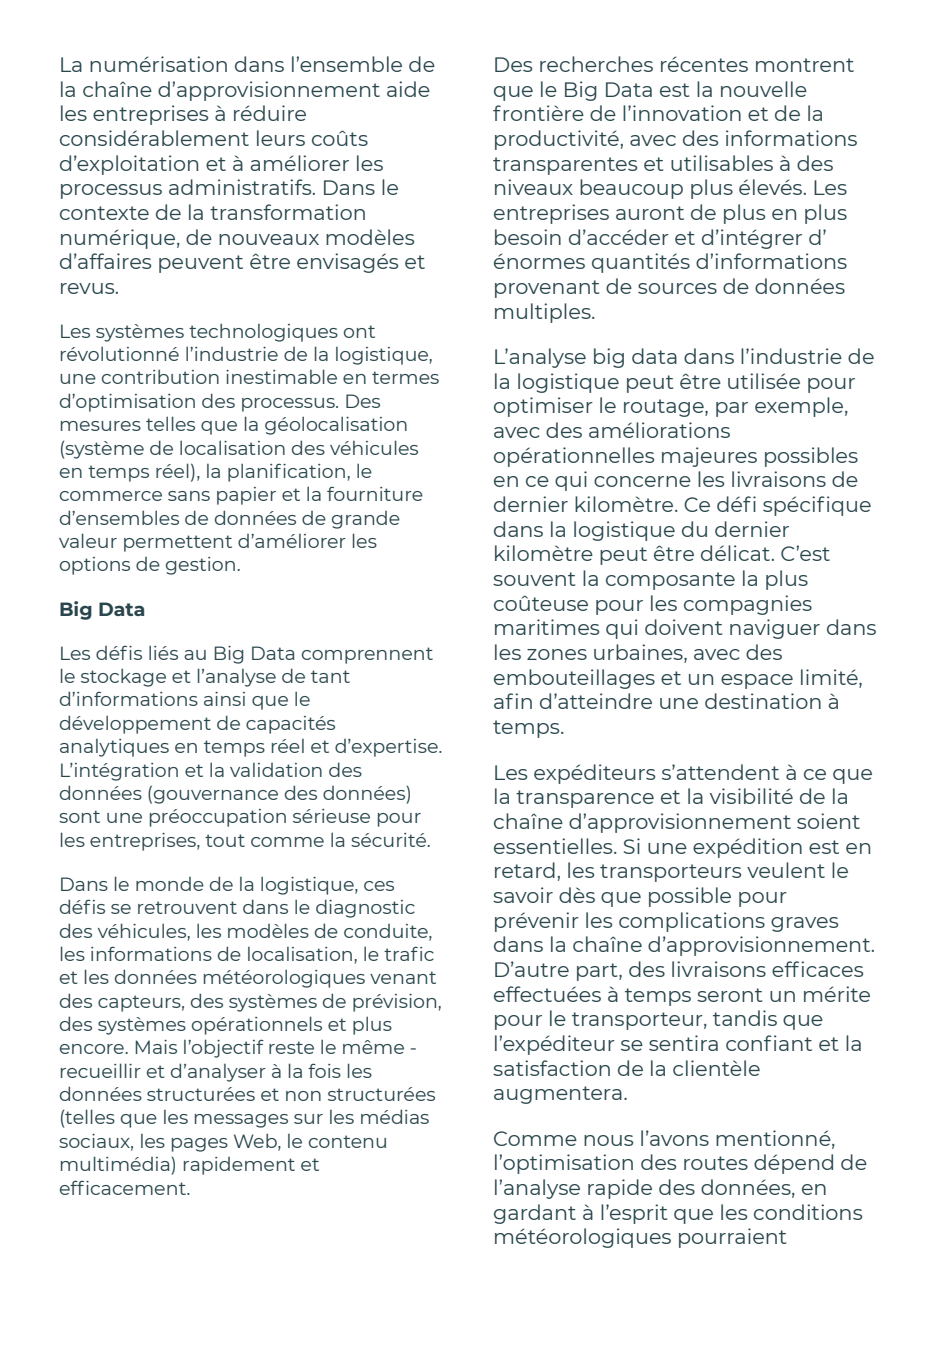 La numérisation dans l’ensemble de
la chaîne d’approvisionnement aide
les entreprises à réduire
considérablement leurs coûts
d’exploitation et à améliorer les
processus administratifs. Dans le
contexte de la transformation
numérique, de nouveaux modèles
d’affaires peuvent être envisagés et
revus.
Les systèmes technologiques ont
révolutionné l’industrie de la logistique,
une contribution inestimable en termes
d’optimisation des processus. Des
mesures telles que la géolocalisation
(système de localisation des véhicules
en temps réel), la planification, le
commerce sans papier et la fourniture
d’ensembles de données de grande
valeur permettent d’améliorer les
options de gestion.
Big Data
Les défis liés au Big Data comprennent
le stockage et l’analyse de tant
d’informations ainsi que le
développement de capacités
analytiques en temps réel et d’expertise.
L’intégration et la validation des
données (gouvernance des données)
sont une préoccupation sérieuse pour
les entreprises, tout comme la sécurité.
Dans le monde de la logistique, ces
défis se retrouvent dans le diagnostic
des véhicules, les modèles de conduite,
les informations de localisation, le trafic
et les données météorologiques venant
des capteurs, des systèmes de prévision,
des systèmes opérationnels et plus
encore. Mais l’objectif reste le même -
recueillir et d’analyser à la fois les
données structurées et non structurées
(telles que les messages sur les médias
sociaux, les pages Web, le contenu
multimédia) rapidement et
efficacement.
Des recherches récentes montrent
que le Big Data est la nouvelle
frontière de l’innovation et de la
productivité, avec des informations
transparentes et utilisables à des
niveaux beaucoup plus élevés. Les
entreprises auront de plus en plus
besoin d’accéder et d’intégrer d’
énormes quantités d’informations
provenant de sources de données
multiples.
L’analyse big data dans l’industrie de
la logistique peut être utilisée pour
optimiser le routage, par exemple,
avec des améliorations
opérationnelles majeures possibles
en ce qui concerne les livraisons de
dernier kilomètre. Ce défi spécifique
dans la logistique du dernier
kilomètre peut être délicat. C’est
souvent la composante la plus
coûteuse pour les compagnies
maritimes qui doivent naviguer dans
les zones urbaines, avec des
embouteillages et un espace limité,
afin d’atteindre une destination à
temps.
Les expéditeurs s’attendent à ce que
la transparence et la visibilité de la
chaîne d’approvisionnement soient
essentielles. Si une expédition est en
retard, les transporteurs veulent le
savoir dès que possible pour
prévenir les complications graves
dans la chaîne d’approvisionnement.
D’autre part, des livraisons efficaces
effectuées à temps seront un mérite
pour le transporteur, tandis que
l’expéditeur se sentira confiant et la
satisfaction de la clientèle
augmentera.
Comme nous l’avons mentionné,
l’optimisation des routes dépend de
l’analyse rapide des données, en
gardant à l’esprit que les conditions
météorologiques pourraient